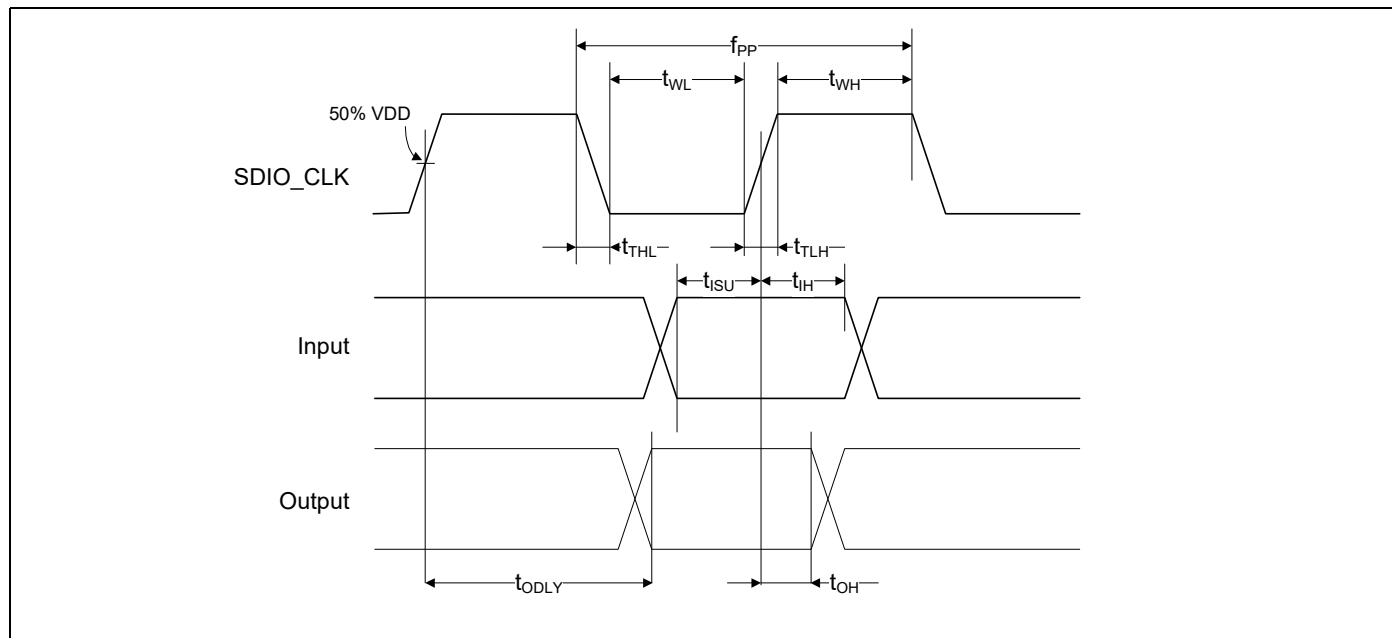 fPP
tWL
tWH
50% VDD
SDIO_CLK
tTHL
tTLH
tISU
tIH
Input
Output
tODLY
tOH